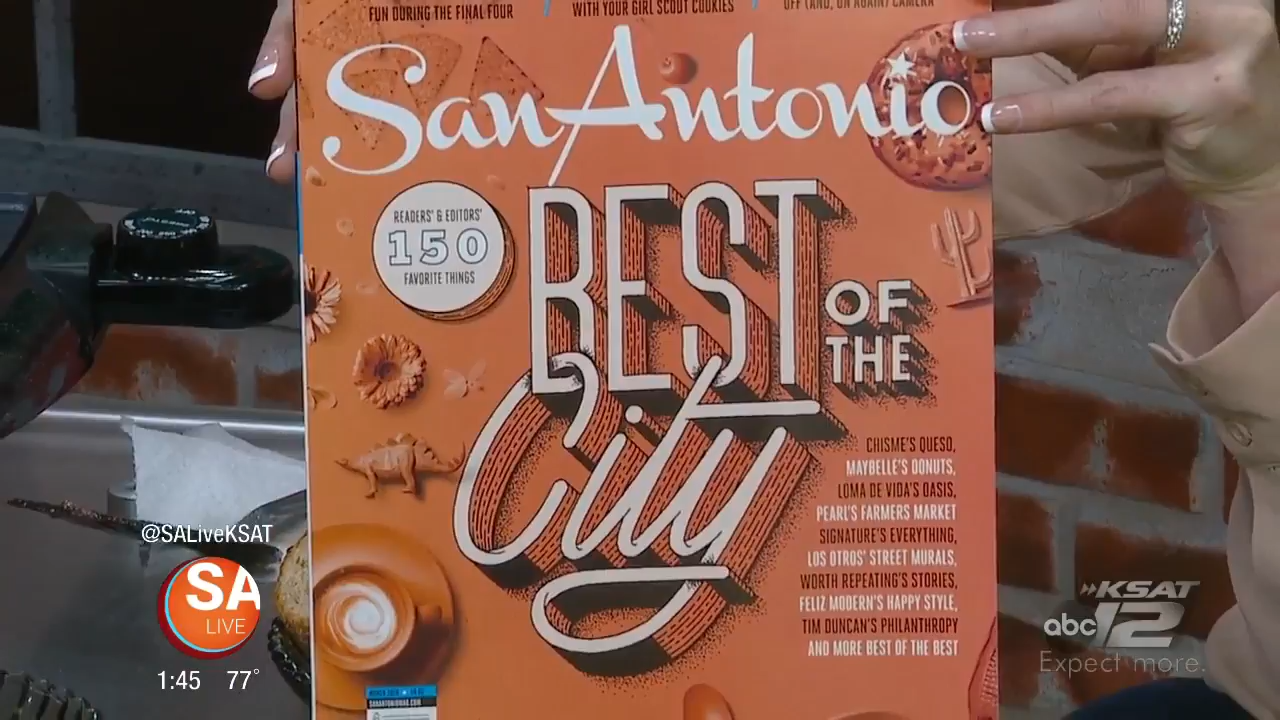 FUN DURING THE FINAL FOUR
WITH YOUR GIRL SCOUT COOKIES
OFF (AND, ON AGAIN) CAMERA
San Antonio
READERS' & EDITORS'
150
FAVORITE THINGS
BEST
OF
THE
City
CHISME'S QUESO,
MAYBELLE'S DONUTS,
LOMA DE VIDA'S OASIS,
PEARL'S FARMERS MARKET
SIGNATURE'S EVERYTHING,
LOS OTROS' STREET MURALS,
WORTH REPEATING'S STORIES,
FELIZ MODERN'S HAPPY STYLE,
TIM DUNCAN'S PHILANTHROPY
AND MORE BEST OF THE BEST
SANANTONIOMAG.COM
@SALiveKSAT
SA
LIVE
1:45 77°
KSAT
abc 12
Expect more.